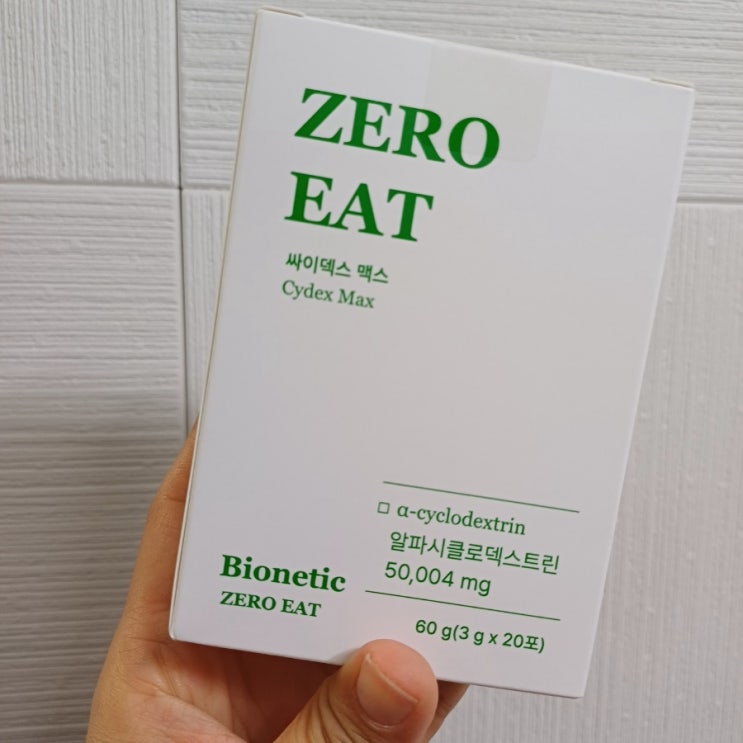 ZERO
EAT
싸이덱스 맥스
Cydex Max
α-cyclodextrin
알파시클로덱스트린
50,004 mg
Bionetic
ZERO EAT
60 g(3 g x 20포)